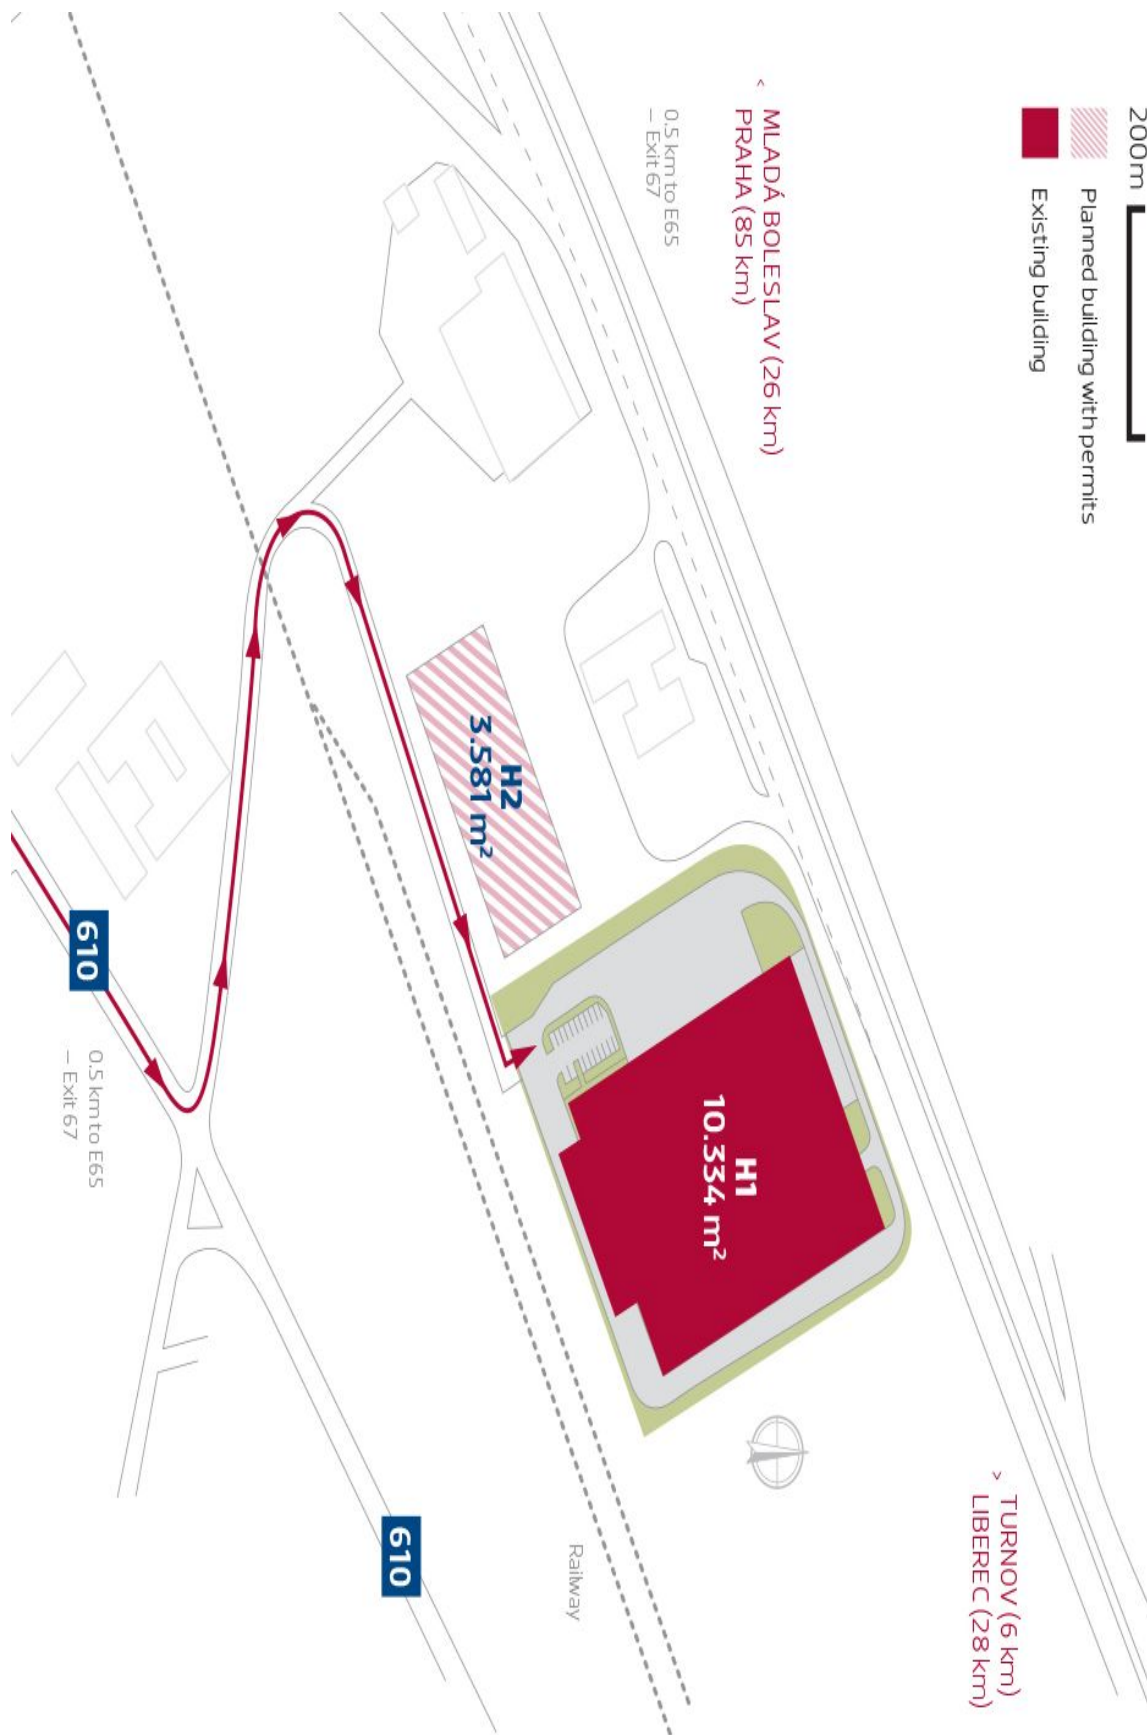 200m
Planned building with permits
Existing building
< MLADÁ BOLESLAV (26 km)
PRAHA (85 km)
0.5 km to E65
– Exit 67
> TURNOV (6 km)
LIBEREC (28 km)
H1
10.334 m²
H2
3.581 m²
Railway
610
0.5 km to E65
– Exit 67
610